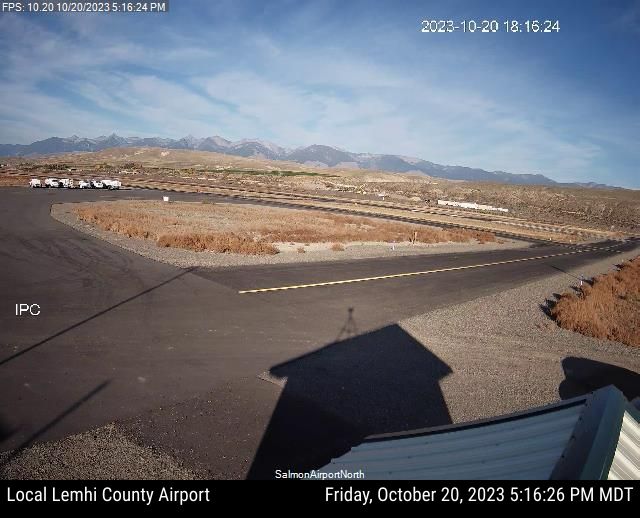 FPS: 10.20 10/20/2023 5:16:24 PM
2023-10-20 18:16:24
IPC
SalmonAirportNorth
Local Lemhi County Airport
Friday, October 20, 2023 5:16:26 PM MDT